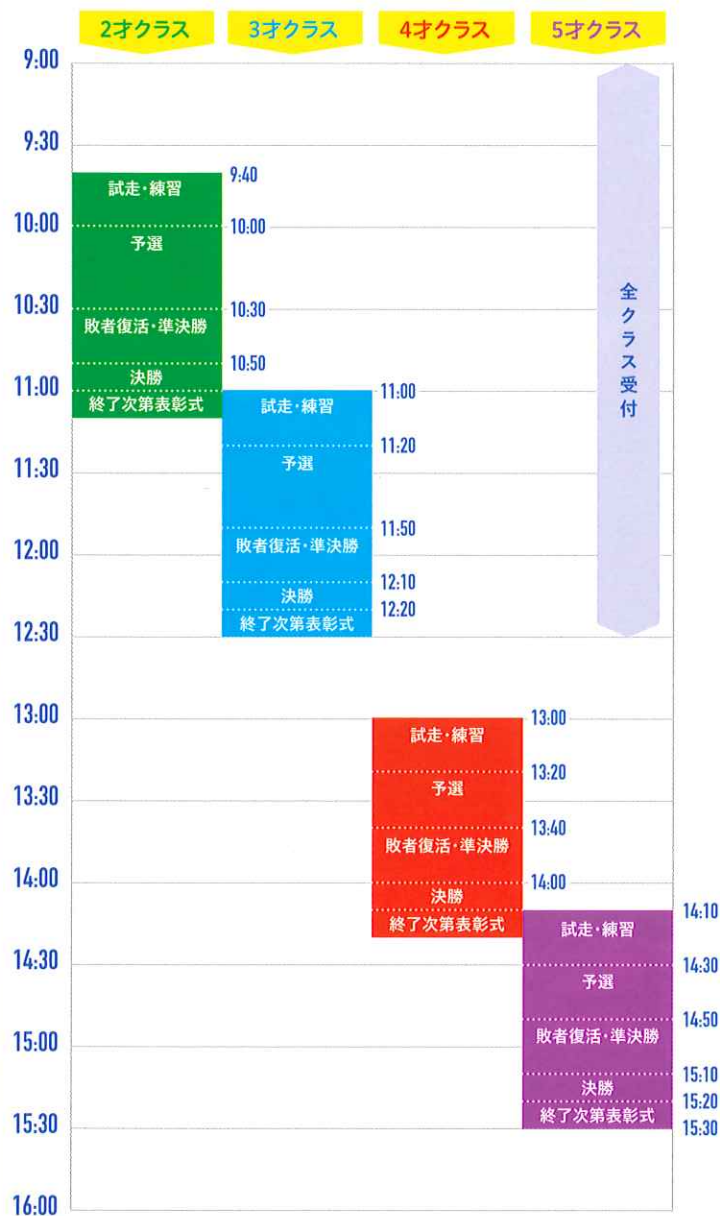 2才クラス
3才クラス
4才クラス
5才クラス
9:00
9:30
10:00
10:30
11:00
11:30
12:00
12:30
13:00
13:30
14:00
14:30
15:00
15:30
16:00
試走・練習
予選
敗者復活・準決勝
決勝
終了次第表彰式
9:40
10:00
10:30
10:50
試走・練習
予選
敗者復活・準決勝
決勝
終了次第表彰式
11:00
11:20
11:50
12:10
12:20
試走・練習
予選
敗者復活・準決勝
決勝
終了次第表彰式
13:00
13:20
13:40
14:00
試走・練習
予選
敗者復活・準決勝
決勝
終了次第表彰式
14:10
14:30
14:50
15:10
15:20
15:30
全クラス受付